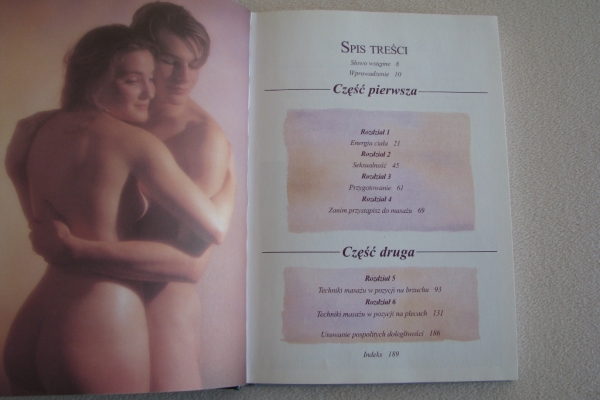 SPIS TREŚCI
Słowo wstępne 8
Wprowadzenie 10
Część pierwsza
Rozdział 1
Energia ciała 21
Rozdział 2
Seksualność 45
Rozdział 3
Przygotowanie 61
Rozdział 4
Zanim przystąpisz do masażu 69
Część druga
Rozdział 5
Techniki masażu w pozycji na brzuchu 93
Rozdział 6
Techniki masażu w pozycji na plecach 131
Usuwanie pospolitych dolegliwości 186
Indeks 189